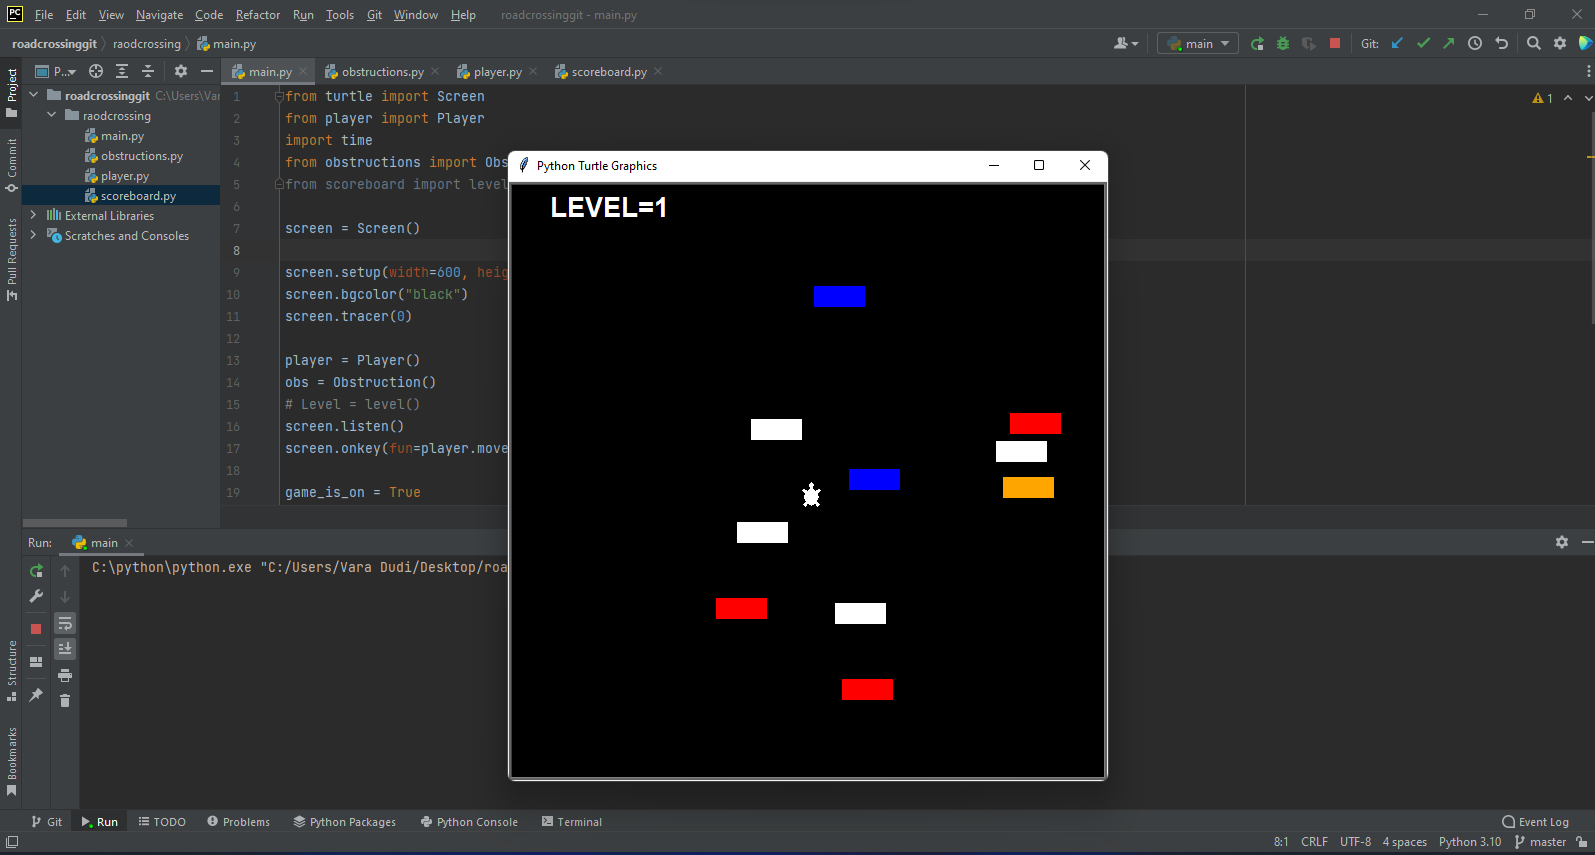 PC File Edit View Navigate Code Refactor Run Tools Git Window Help roadcrossinggit - main.py
roadcrossinggit raodcrossing main.py main Git:
P... main.py obstructions.py player.py scoreboard.py
Project
Commit
Pull Requests
Structure
Bookmarks
roadcrossinggit C:\Users\Var
raodcrossing
main.py
obstructions.py
player.py
scoreboard.py
External Libraries
Scratches and Consoles
1 from turtle import Screen
2 from player import Player
3 import time
4 from obstructions import Obs
5 from scoreboard import level
6
7 screen = Screen()
8
9 screen.setup(width=600, heig
10 screen.bgcolor("black")
11 screen.tracer(0)
12
13 player = Player()
14 obs = Obstruction()
15 # Level = level()
16 screen.listen()
17 screen.onkey(fun=player.move
18
19 game_is_on = True
1
Python Turtle Graphics
LEVEL=1
Run: main
C:\python\python.exe "C:/Users/Vara Dudi/Desktop/roa
Git Run TODO Problems Python Packages Python Console Terminal Event Log
8:1 CRLF UTF-8 4 spaces Python 3.10 master